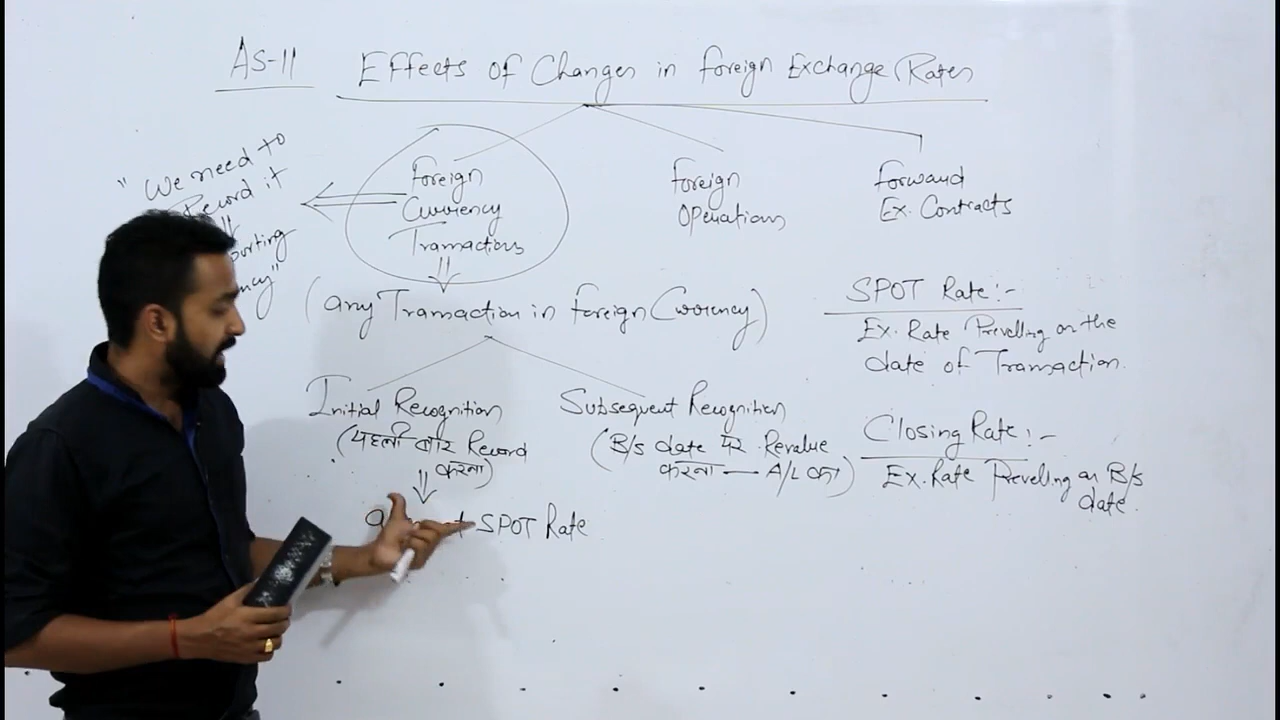 AS-11 Effects of Changes in Foreign Exchange Rates
"We need to
Record it
Foreign
Currency
Transactions
Foreign
Operations
Forward
Ex. Contracts
(any Transaction in Foreign Currency)
Initial Recognition
(पहली बार Record
करना)
SPOT Rate
Subsequent Recognition
(B/s date पर Revalue
करना — A/L का)
SPOT Rate:-
Ex. Rate Prevelling on the
date of Transaction.
Closing Rate:-
Ex. Rate Prevelling on B/s
date.